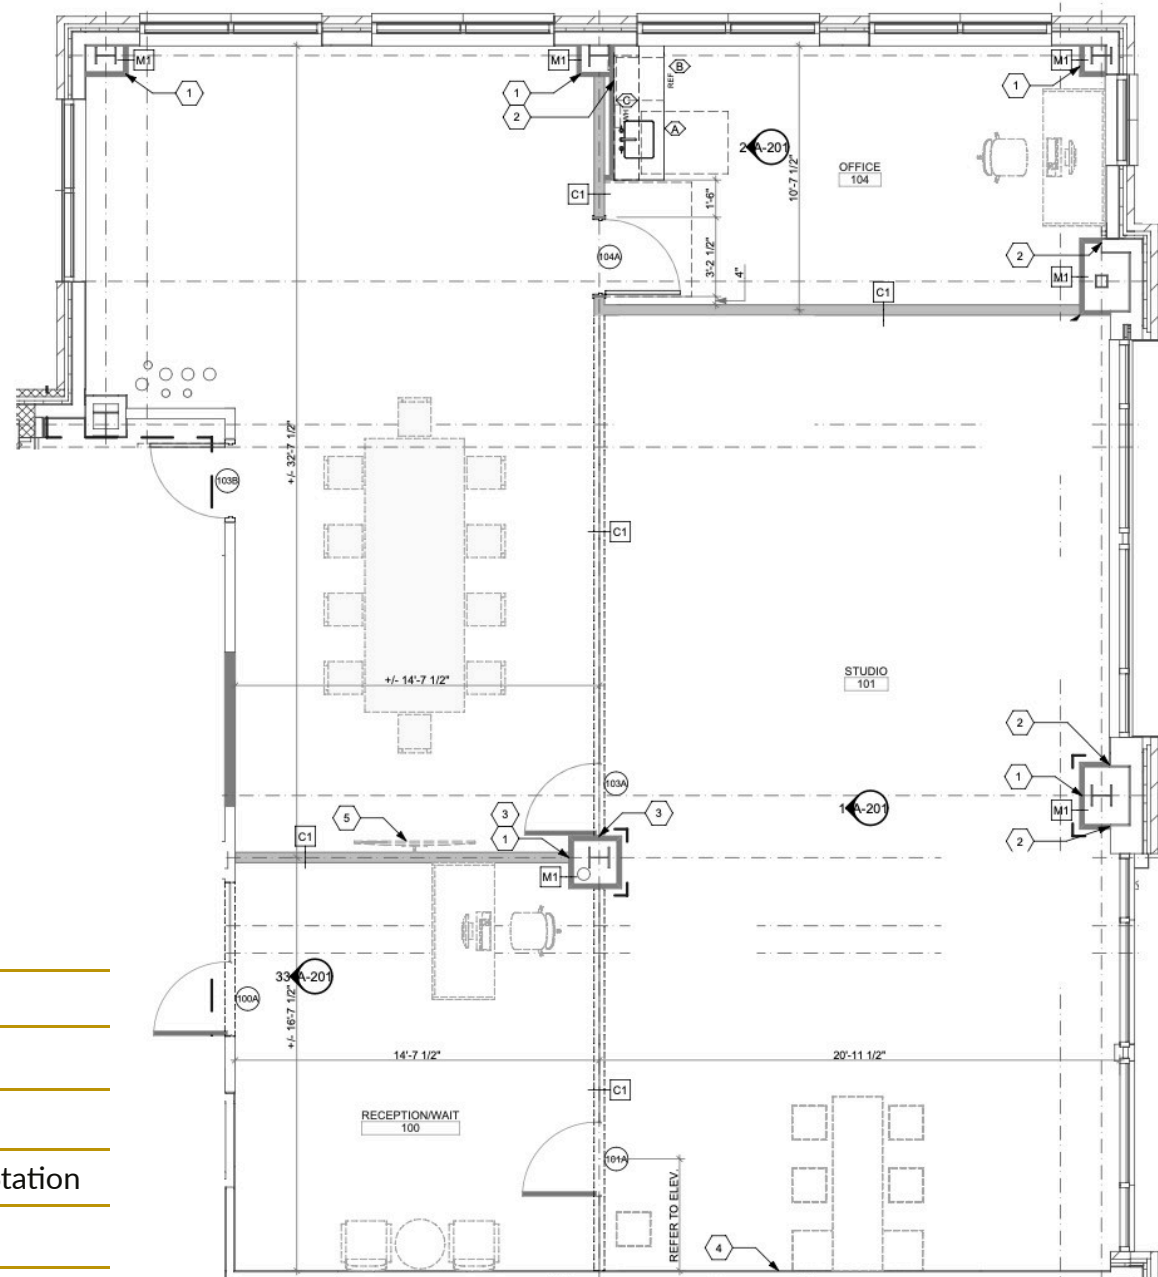 M1
M1
M1
1
1
2
1
B
REF
C
WH
A
2 A-201
OFFICE
104
10'-7 1/2"
C1
1'-6"
3'-2 1/2"
4"
104A
2
M1
C1
+/- 32'-7 1/2"
103B
C1
+/- 14'-7 1/2"
STUDIO
101
2
1
M1
2
103A
1 A-201
5
3
1
3
C1
M1
33 A-201
100A
+/- 16'-7 1/2"
14'-7 1/2"
20'-11 1/2"
C1
RECEPTION/WAIT
100
101A
REFER TO ELEV.
4
tation